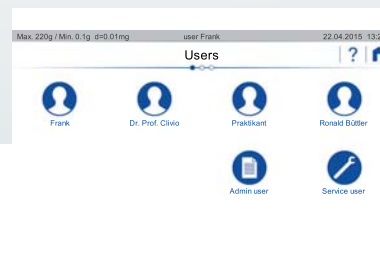 Max. 220g / Min. 0.1g d=0.01mg user Frank 22.04.2015
Users ?
Frank Dr. Prof. Clivio Praktikant Ronald Büttler
Admin user Service user